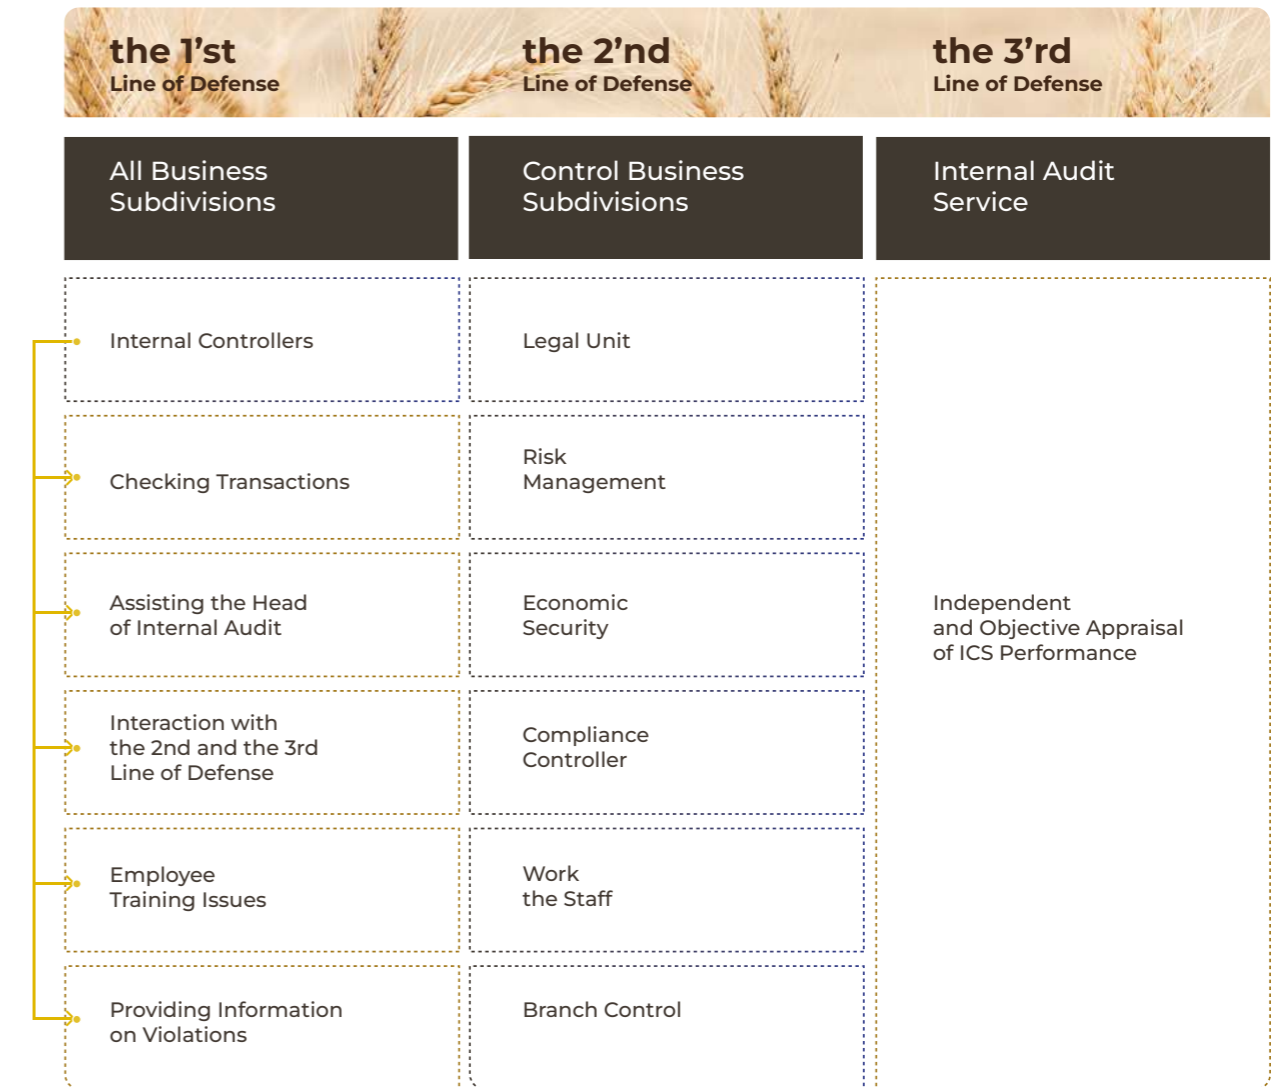 the 1’st
Line of Defense
the 2’nd
Line of Defense
the 3’rd
Line of Defense
All Business
Subdivisions
Control Business
Subdivisions
Internal Audit
Service
Internal Controllers
Legal Unit
Checking Transactions
Risk
Management
Assisting the Head
of Internal Audit
Economic
Security
Independent
and Objective Appraisal
of ICS Performance
Interaction with
the 2nd and the 3rd
Line of Defense
Compliance
Controller
Employee
Training Issues
Work
the Staff
Providing Information
on Violations
Branch Control